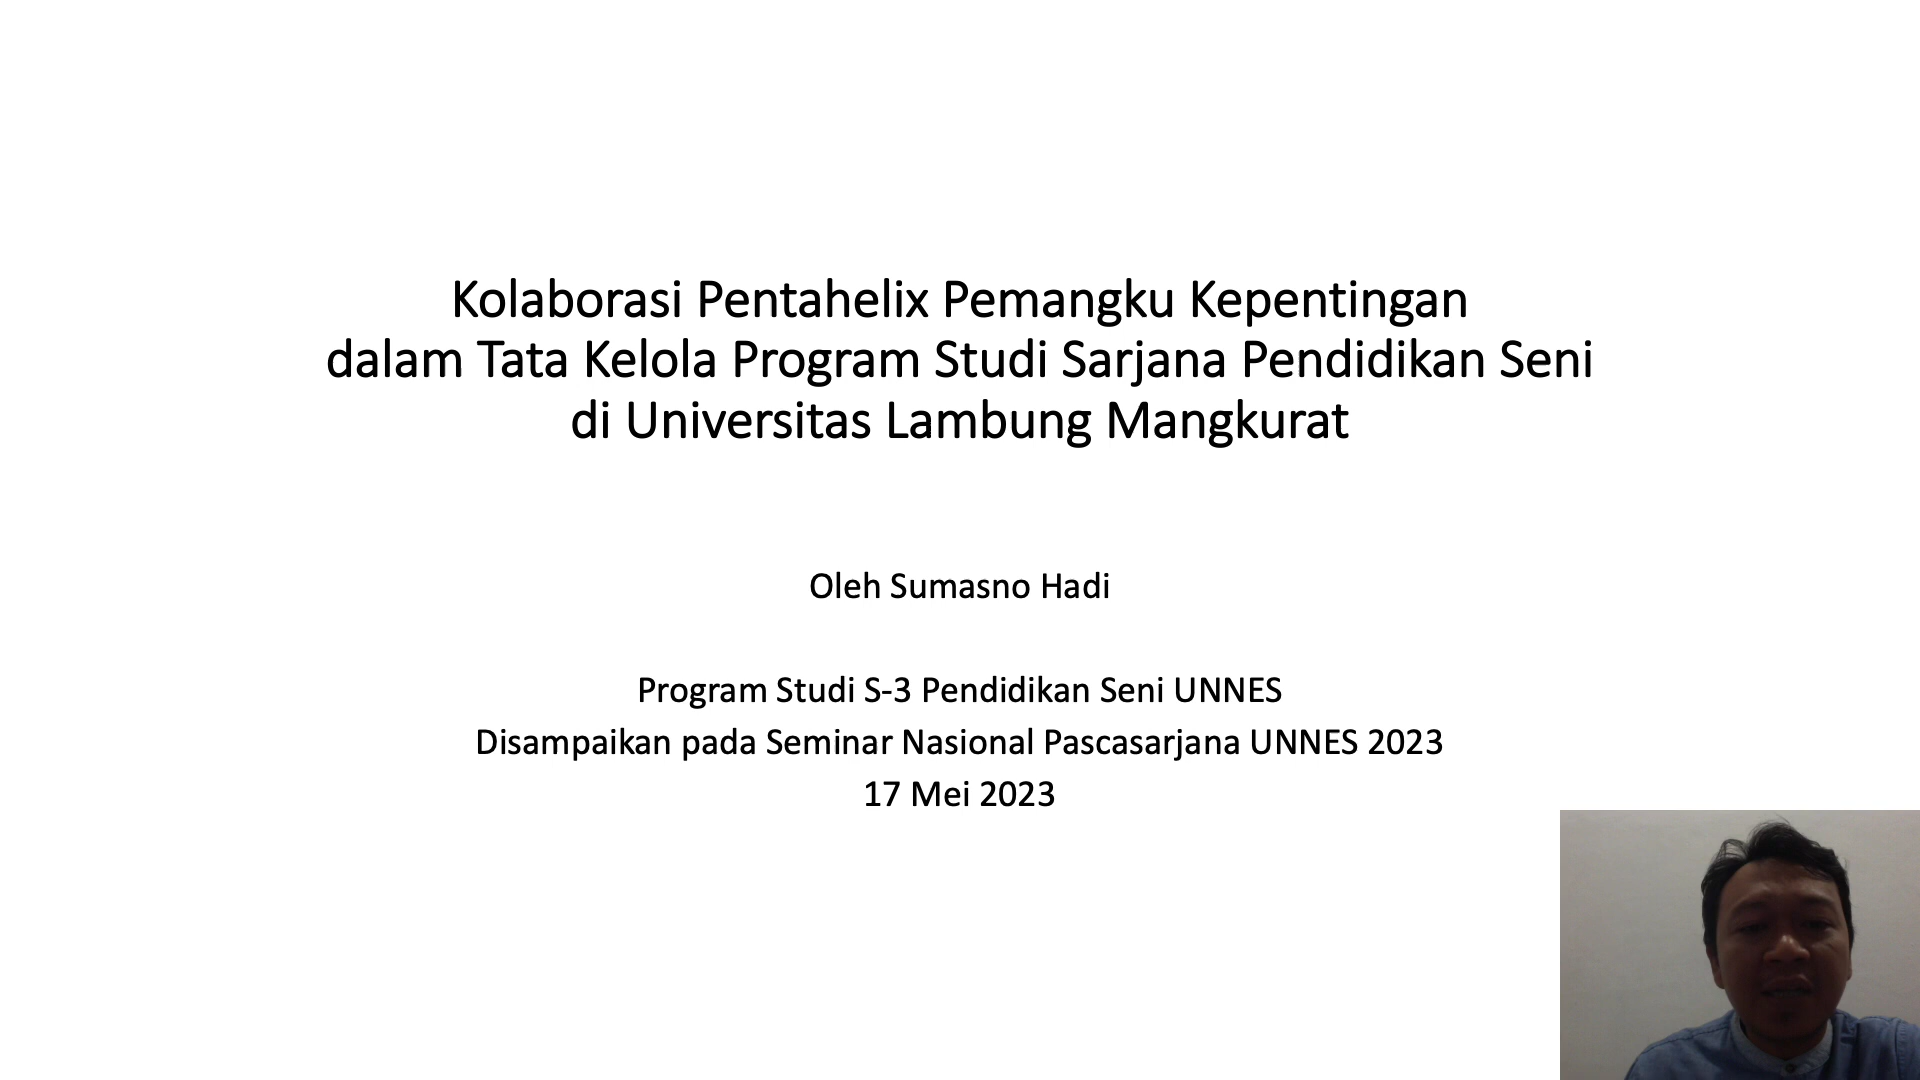 Kolaborasi Pentahelix Pemangku Kepentingan
dalam Tata Kelola Program Studi Sarjana Pendidikan Seni
di Universitas Lambung Mangkurat
Oleh Sumasno Hadi
Program Studi S-3 Pendidikan Seni UNNES
Disampaikan pada Seminar Nasional Pascasarjana UNNES 2023
17 Mei 2023